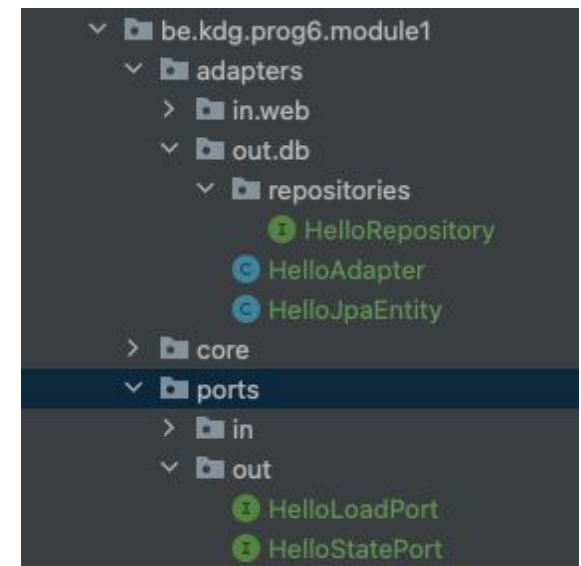 be.kdg.prog6.module1
adapters
in.web
out.db
repositories
I HelloRepository
C HelloAdapter
C HelloJpaEntity
core
ports
in
out
I HelloLoadPort
I HelloStatePort